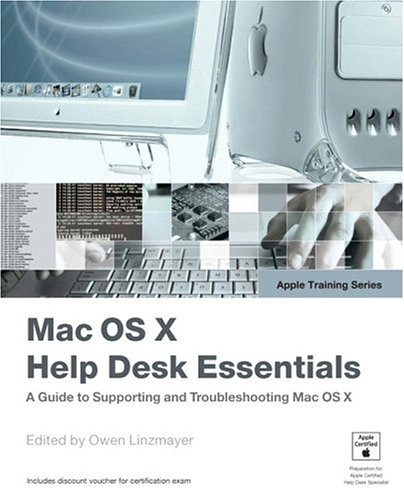 Apple Training Series
Mac OS X
Help Desk Essentials
A Guide to Supporting and Troubleshooting Mac OS X
Edited by Owen Linzmayer
Apple
Certified
Preparation for
Apple Certified
Help Desk Specialist
Includes discount voucher for certification exam